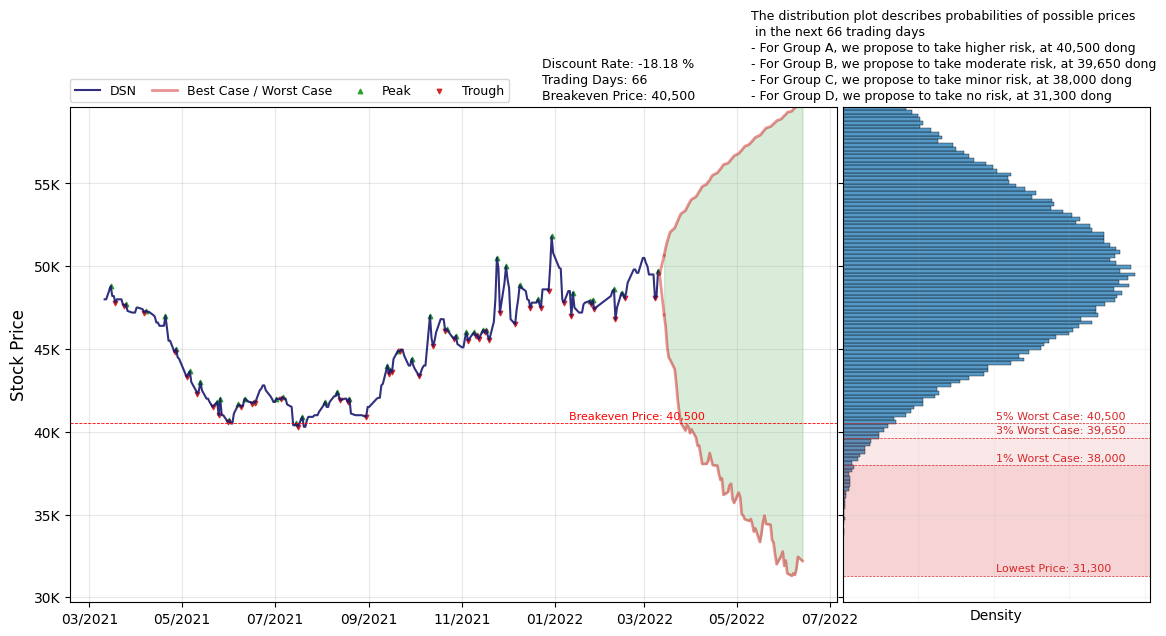 The distribution plot describes probabilities of possible prices
in the next 66 trading days
- For Group A, we propose to take higher risk, at 40,500 dong
- For Group B, we propose to take moderate risk, at 39,650 dong
- For Group C, we propose to take minor risk, at 38,000 dong
- For Group D, we propose to take no risk, at 31,300 dong
Discount Rate: -18.18 %
Trading Days: 66
Breakeven Price: 40,500
DSN
Best Case / Worst Case
Peak
Trough
Stock Price
55K
50K
45K
40K
35K
30K
Breakeven Price: 40,500
5% Worst Case: 40,500
3% Worst Case: 39,650
1% Worst Case: 38,000
Lowest Price: 31,300
03/2021
05/2021
07/2021
09/2021
11/2021
01/2022
03/2022
05/2022
07/2022
Density